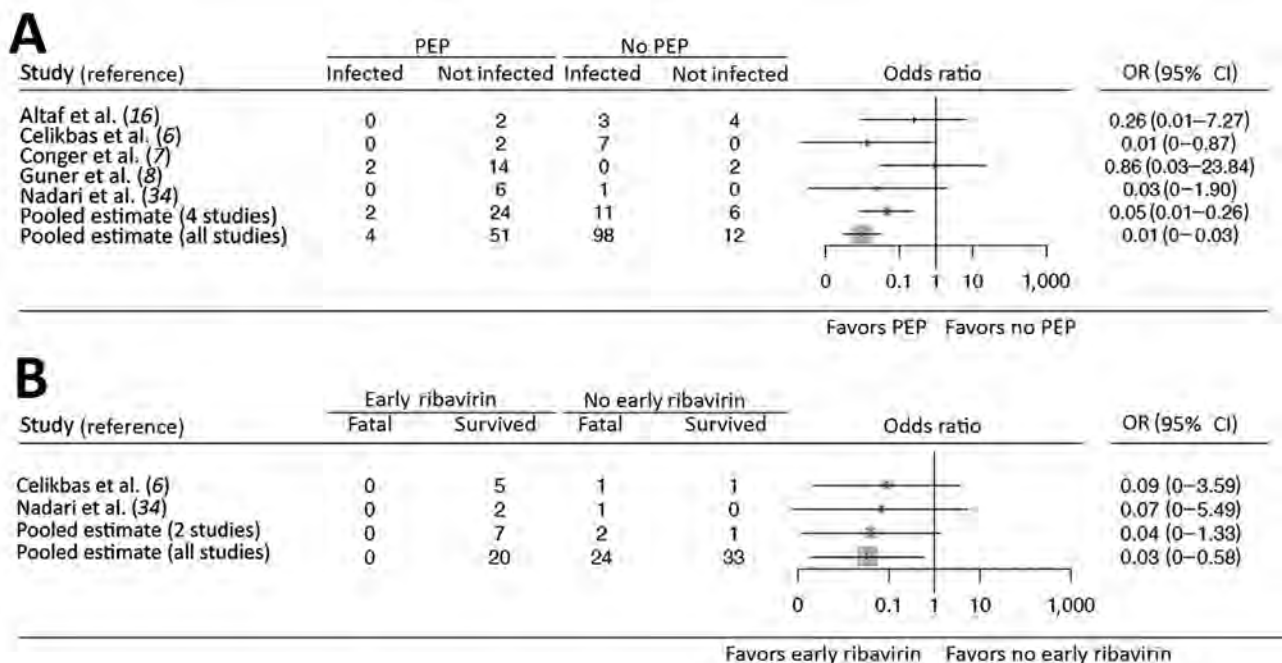 A
PEP No PEP
Study (reference) Infected Not infected Infected Not infected Odds ratio OR (95% CI)
Altaf et al. (16) 0 2 3 4 0.26 (0.01–7.27)
Celikbas et al. (6) 0 2 7 0 0.01 (0–0.87)
Conger et al. (7) 2 14 0 2 0.86 (0.03–23.84)
Guner et al. (8)
Nadari et al. (34) 0 6 1 0 0.03 (0–1.90)
Pooled estimate (4 studies) 2 24 11 6 0.05 (0.01–0.26)
Pooled estimate (all studies) 4 51 98 12 0.01 (0–0.03)
0 0.1 1 10 1,000
Favors PEP Favors no PEP
B
Early ribavirin No early ribavirin
Study (reference) Fatal Survived Fatal Survived Odds ratio OR (95% CI)
Celikbas et al. (6) 0 5 1 1 0.09 (0–3.59)
Nadari et al. (34) 0 2 1 0 0.07 (0–5.49)
Pooled estimate (2 studies) 0 7 2 1 0.04 (0–1.33)
Pooled estimate (all studies) 0 20 24 33 0.03 (0–0.58)
0 0.1 1 10 1,000
Favors early ribavirin Favors no early ribavirin